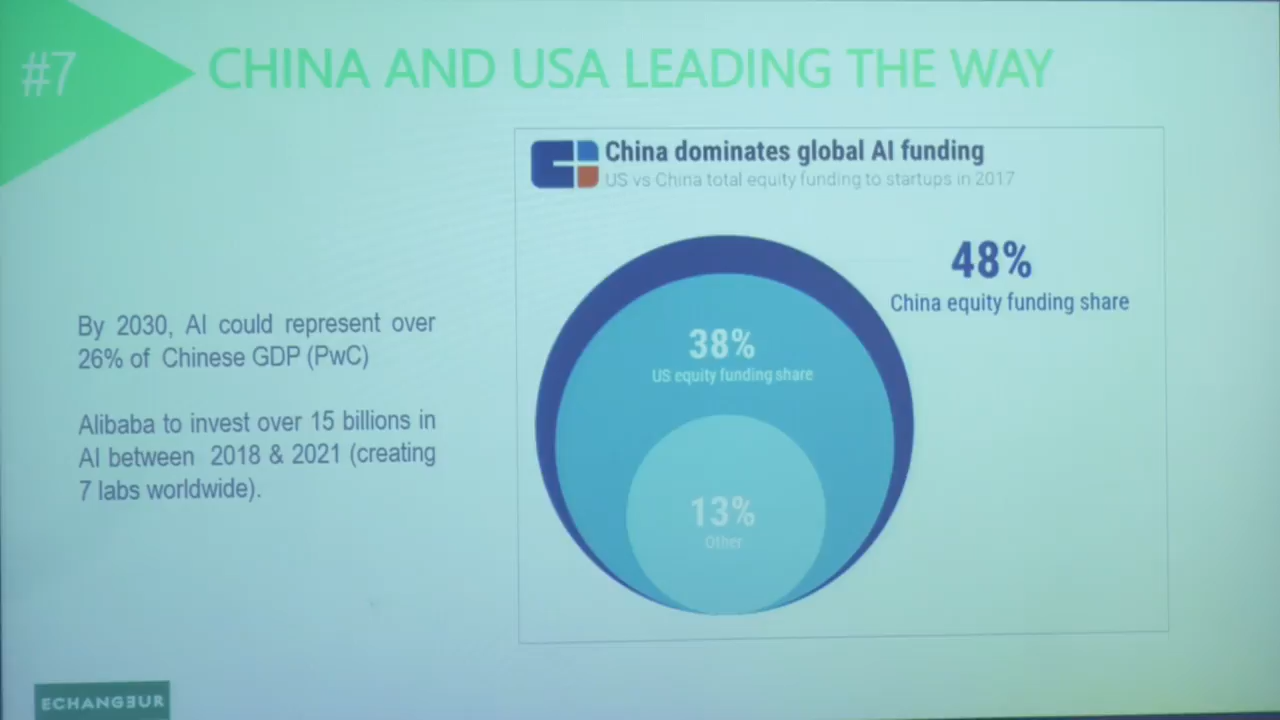 #7
CHINA AND USA LEADING THE WAY
China dominates global AI funding
US vs China total equity funding to startups in 2017
48%
China equity funding share
38%
US equity funding share
13%
Other
By 2030, AI could represent over
26% of Chinese GDP (PwC)
Alibaba to invest over 15 billions in
AI between 2018 & 2021 (creating
7 labs worldwide).
ECHANGEUR